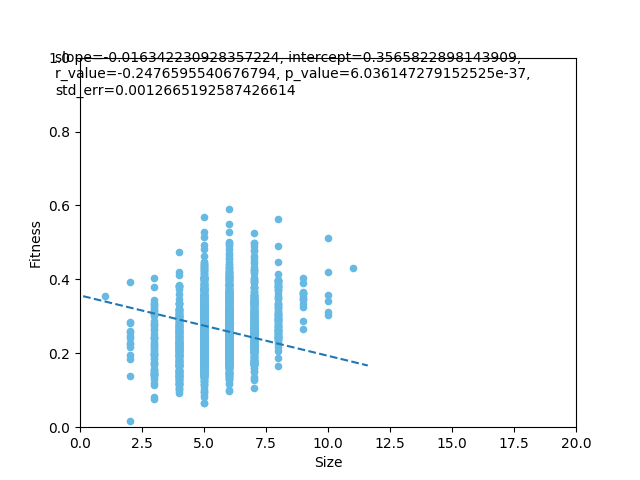 slope=-0.016342230928357224, intercept=0.3565822898143909,
r_value=-0.2476595540676794, p_value=6.036147279152525e-37,
std_err=0.0012665192587426614
1.0
0.8
0.6
0.4
0.2
0.0
Fitness
0.0 2.5 5.0 7.5 10.0 12.5 15.0 17.5 20.0
Size